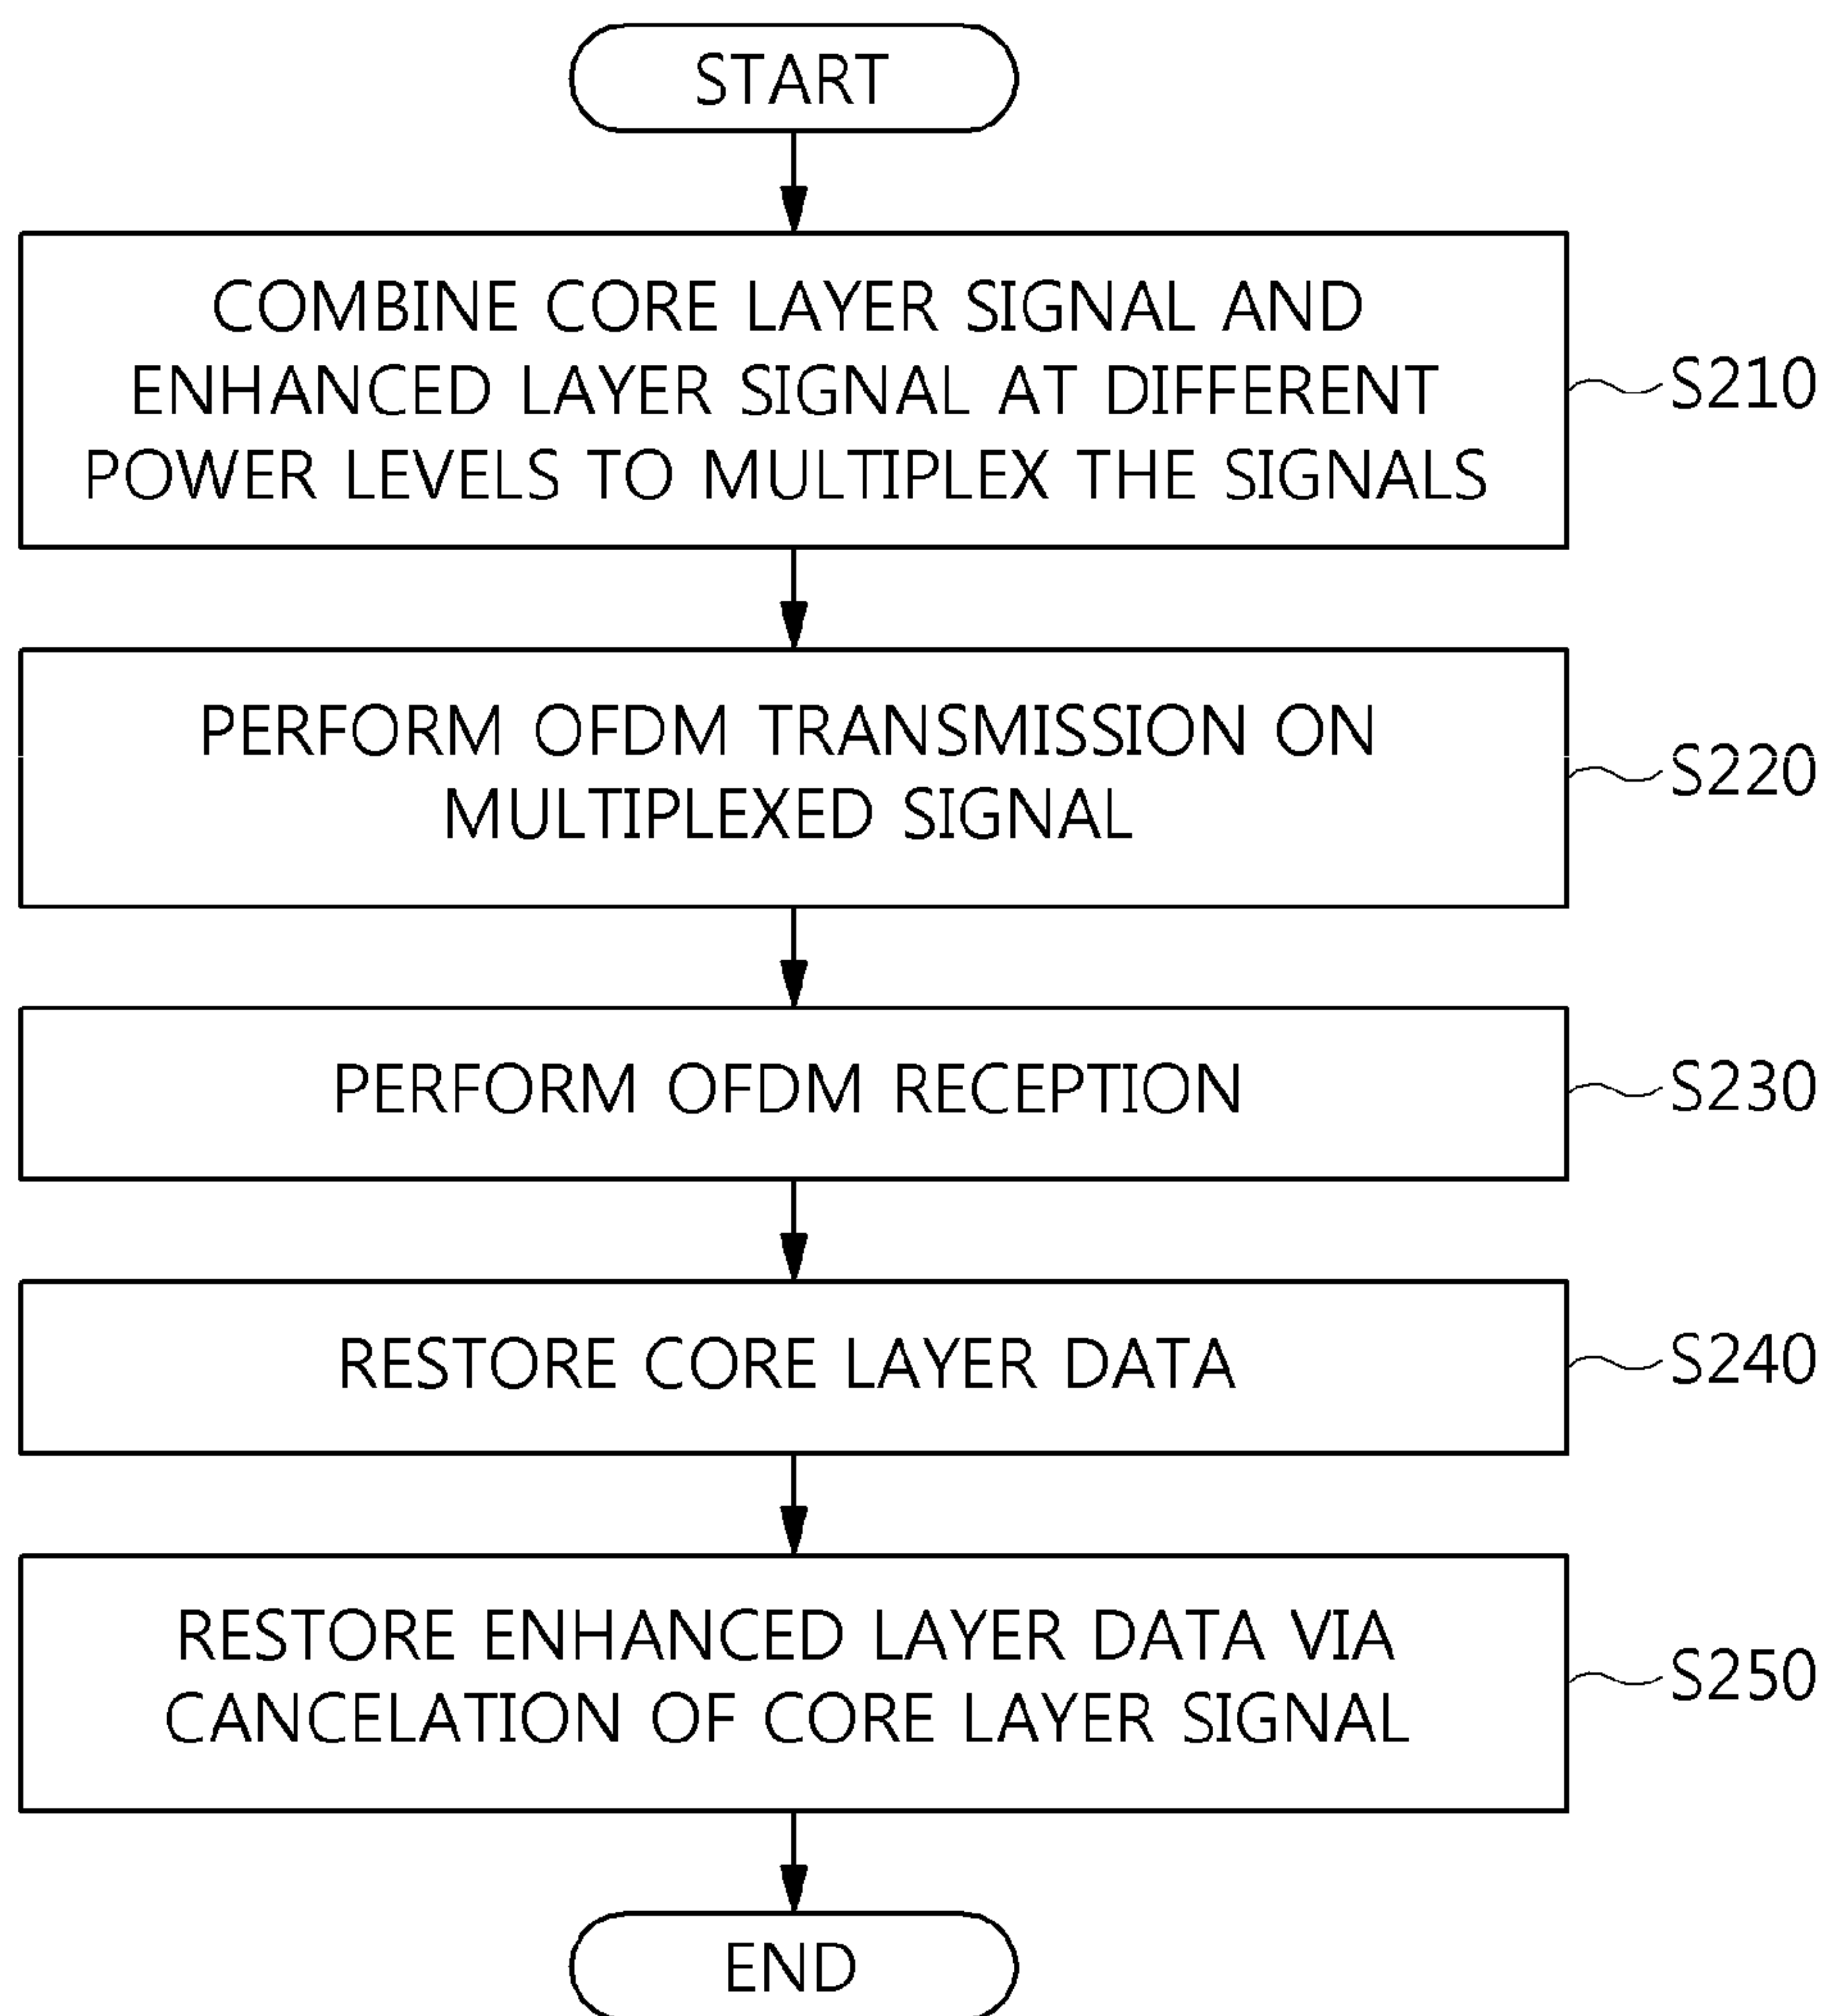 START
COMBINE CORE LAYER SIGNAL AND
ENHANCED LAYER SIGNAL AT DIFFERENT
POWER LEVELS TO MULTIPLEX THE SIGNALS
S210
PERFORM OFDM TRANSMISSION ON
MULTIPLEXED SIGNAL
S220
PERFORM OFDM RECEPTION
S230
RESTORE CORE LAYER DATA
S240
RESTORE ENHANCED LAYER DATA VIA
CANCELATION OF CORE LAYER SIGNAL
S250
END